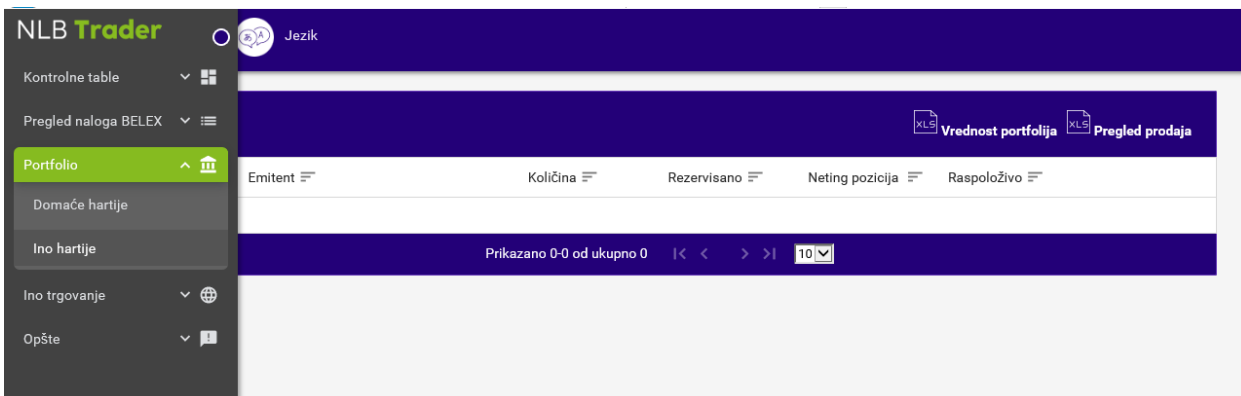 NLB Trader
Jezik
Kontrolne table
Pregled naloga BELEX
Portfolio
Domaće hartije
Ino hartije
Ino trgovanje
Opšte
XLS Vrednost portfolija XLS Pregled prodaja
Emitent Količina Rezervisano Neting pozicija Raspoloživo
Prikazano 0-0 od ukupno 0 10